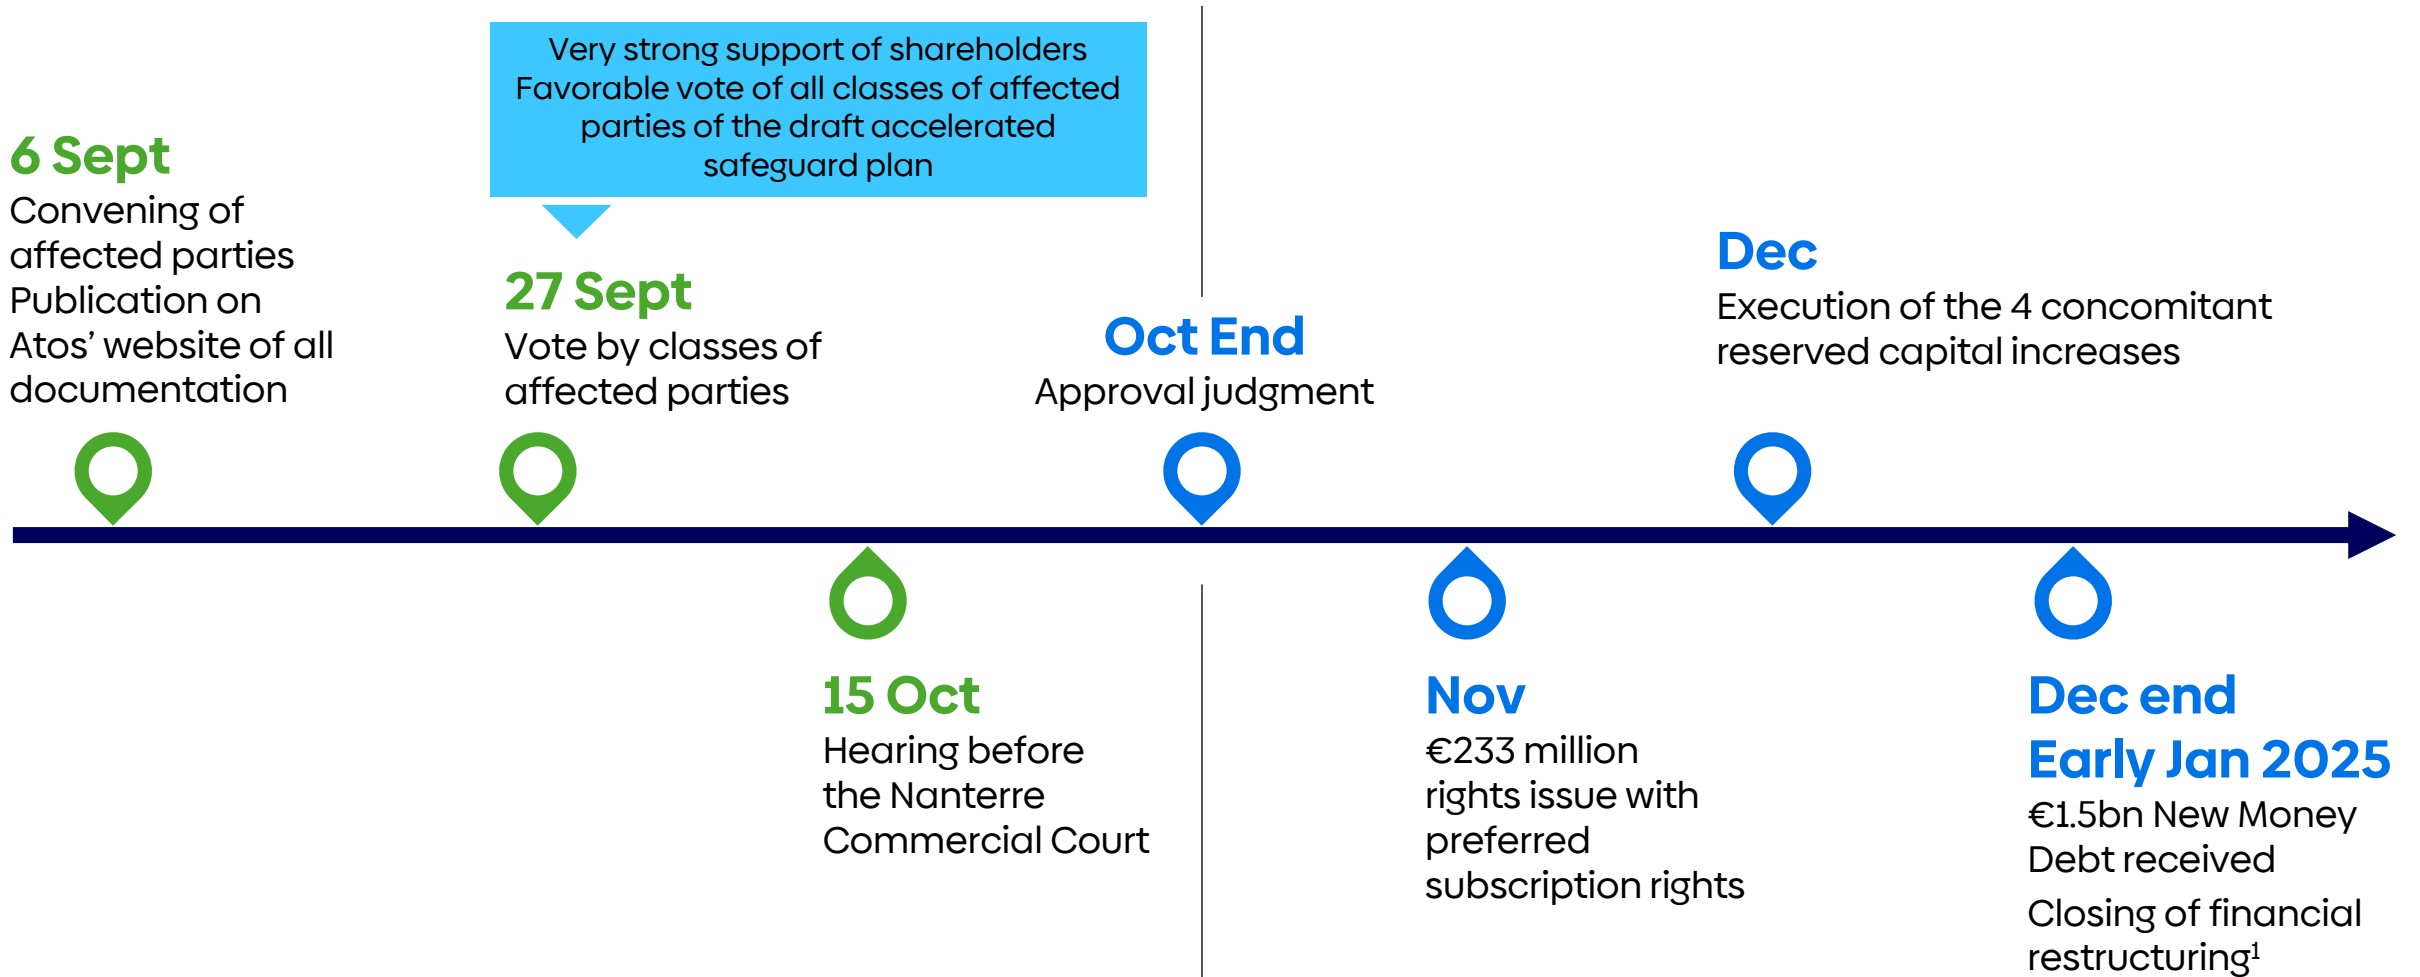 Very strong support of shareholders
Favorable vote of all classes of affected
parties of the draft accelerated
safeguard plan
6 Sept
Convening of
affected parties
Publication on
Atos’ website of all
documentation
27 Sept
Vote by classes of
affected parties
15 Oct
Hearing before
the Nanterre
Commercial Court
Oct End
Approval judgment
Nov
€233 million
rights issue with
preferred
subscription rights
Dec
Execution of the 4 concomitant
reserved capital increases
Dec end
Early Jan 2025
€1.5bn New Money
Debt received
Closing of financial
restructuring¹